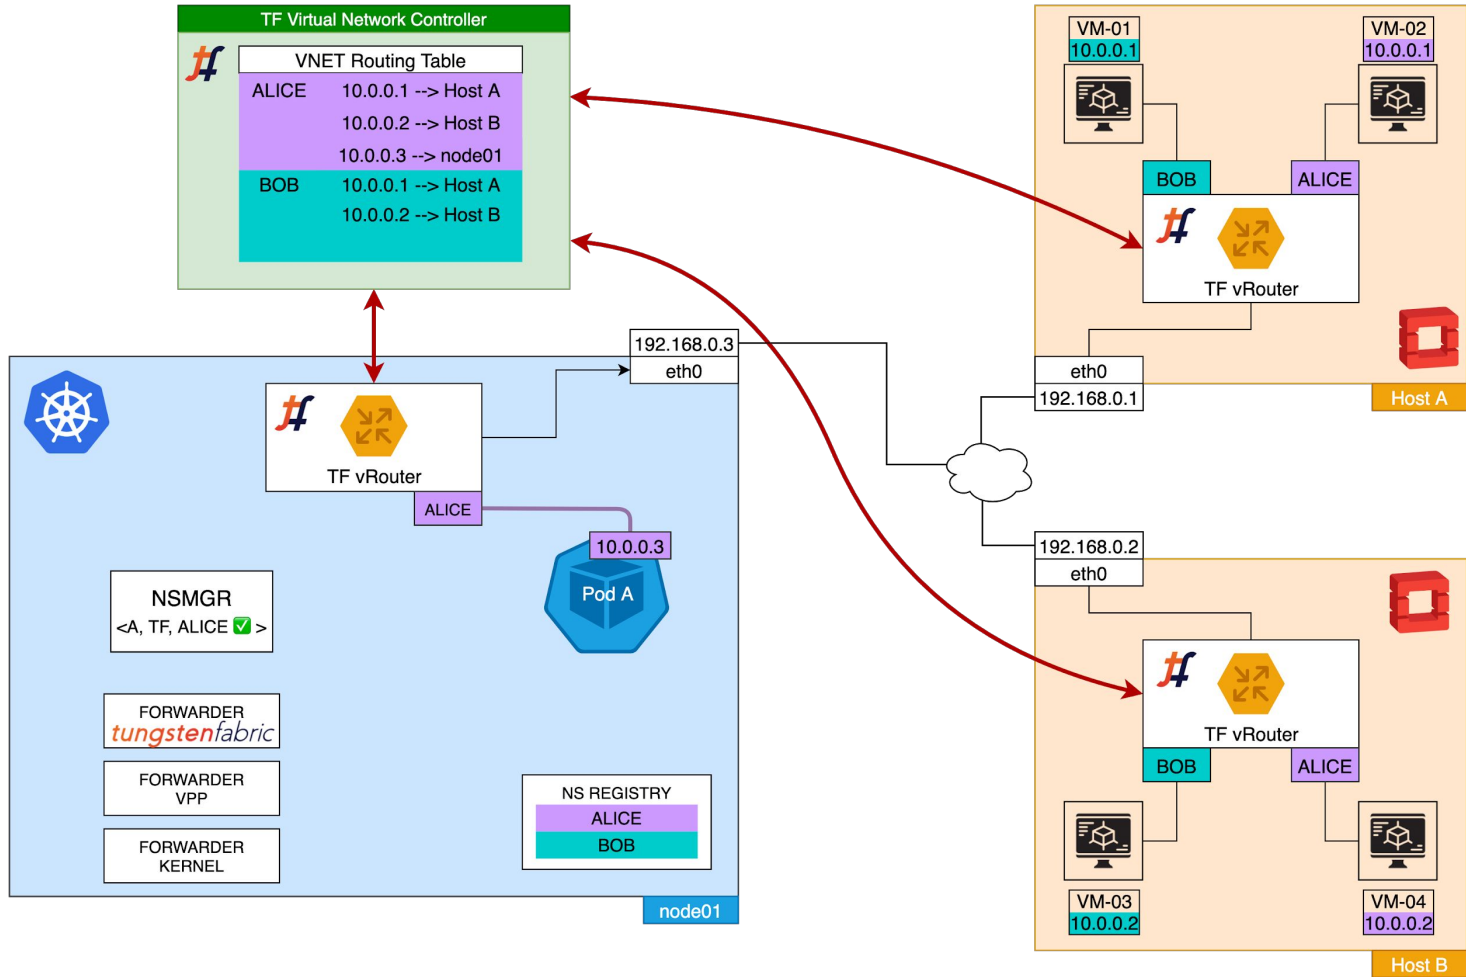 TF Virtual Network Controller
VNET Routing Table
ALICE 10.0.0.1 --> Host A
10.0.0.2 --> Host B
10.0.0.3 --> node01
BOB 10.0.0.1 --> Host A
10.0.0.2 --> Host B
VM-01
10.0.0.1
VM-02
10.0.0.1
BOB
ALICE
TF vRouter
eth0
192.168.0.1
Host A
192.168.0.3
eth0
TF vRouter
ALICE
10.0.0.3
Pod A
NSMGR
<A, TF, ALICE ✅ >
FORWARDER
tungstenfabric
FORWARDER
VPP
FORWARDER
KERNEL
NS REGISTRY
ALICE
BOB
node01
192.168.0.2
eth0
TF vRouter
BOB
ALICE
VM-03
10.0.0.2
VM-04
10.0.0.2
Host B